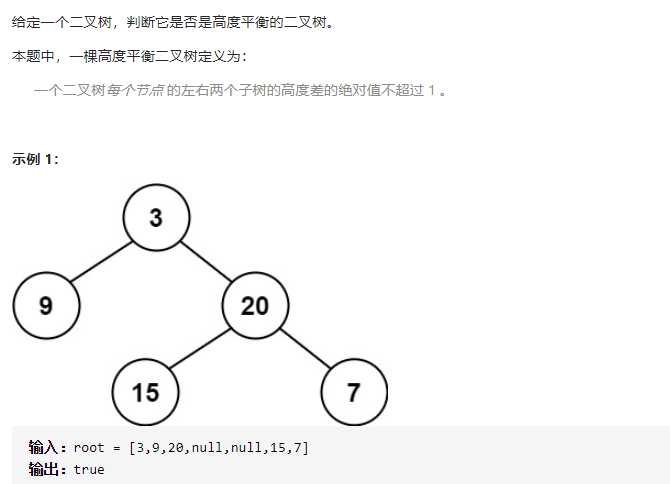 给定一个二叉树，判断它是否是高度平衡的二叉树。
本题中，一棵高度平衡二叉树定义为：
一个二叉树每个节点 的左右两个子树的高度差的绝对值不超过 1 。
示例 1：
3
9
20
15
7
输入：root = [3,9,20,null,null,15,7]
输出：true